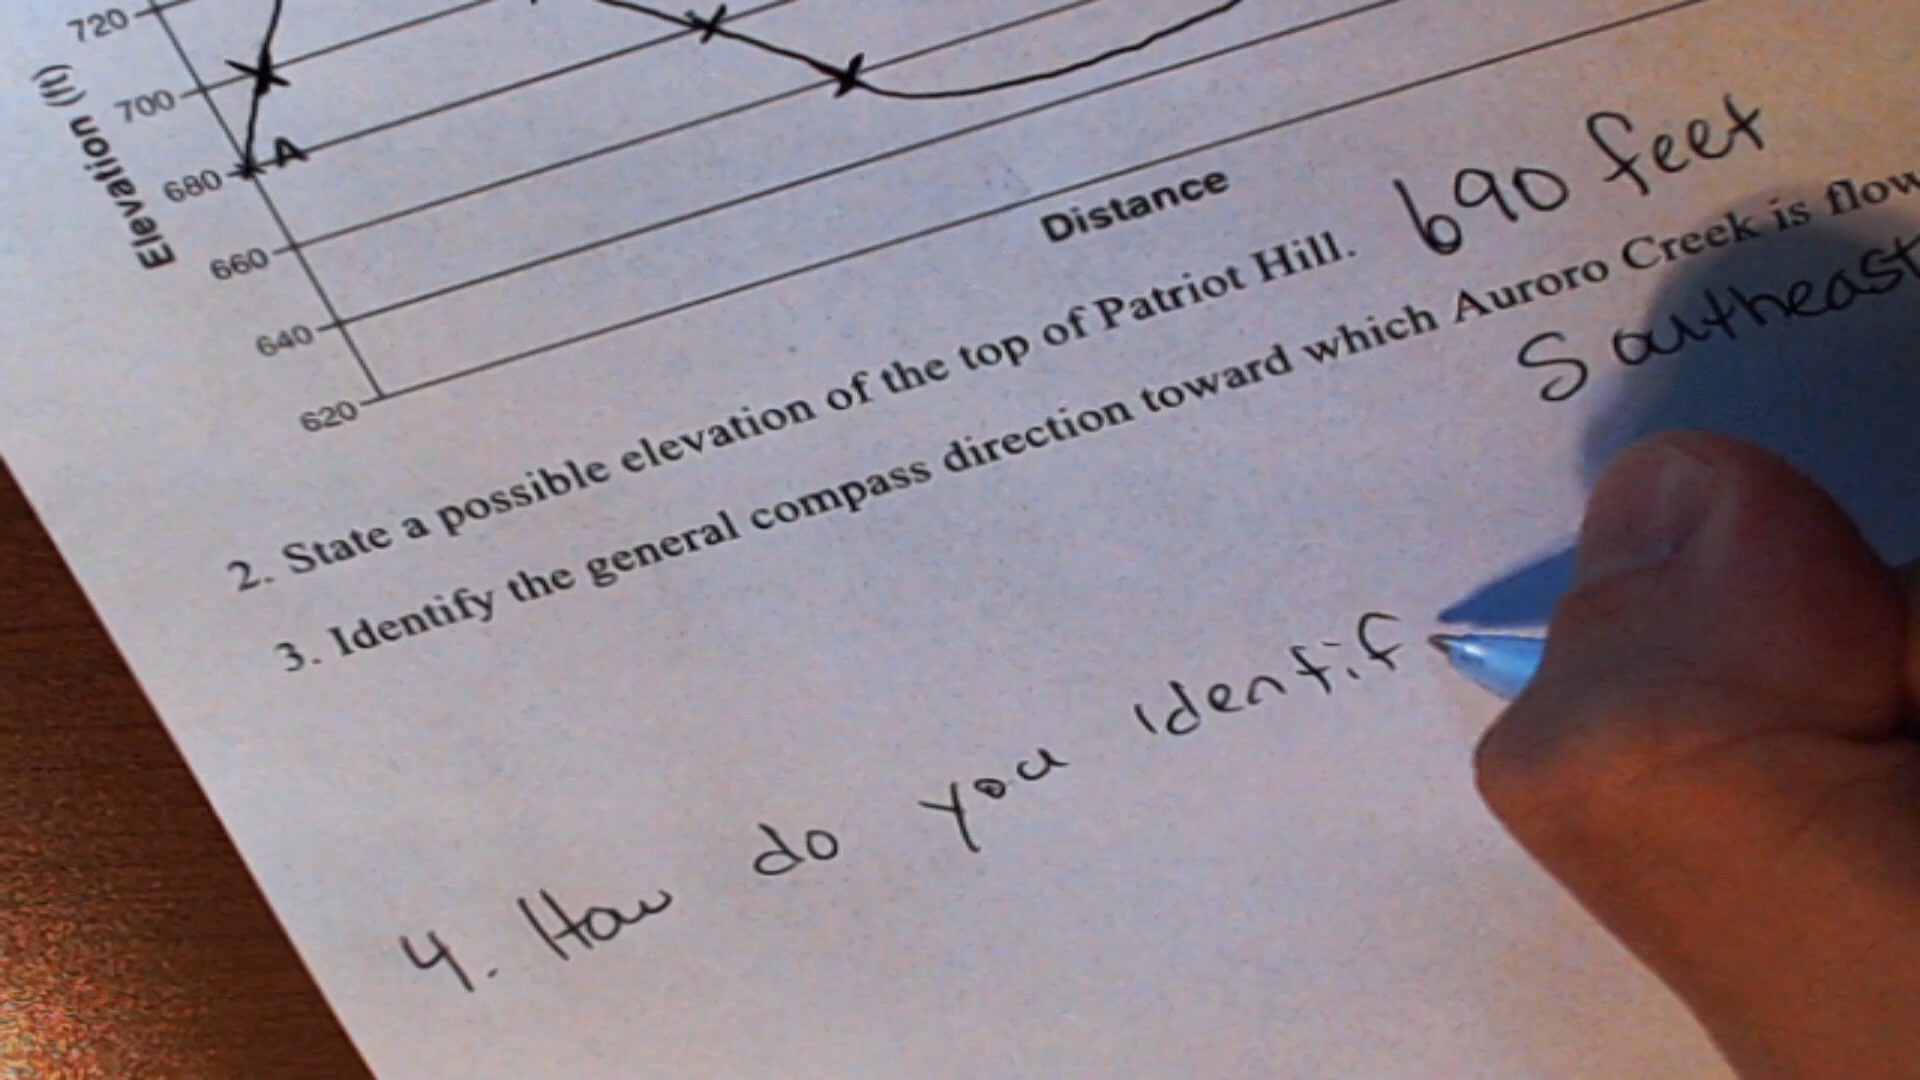 720
700
A
680
660
640
620
Elevation (ft)
Distance
2. State a possible elevation of the top of Patriot Hill. 690 feet
3. Identify the general compass direction toward which Auroro Creek is flow
Southeast
4. How do you identif